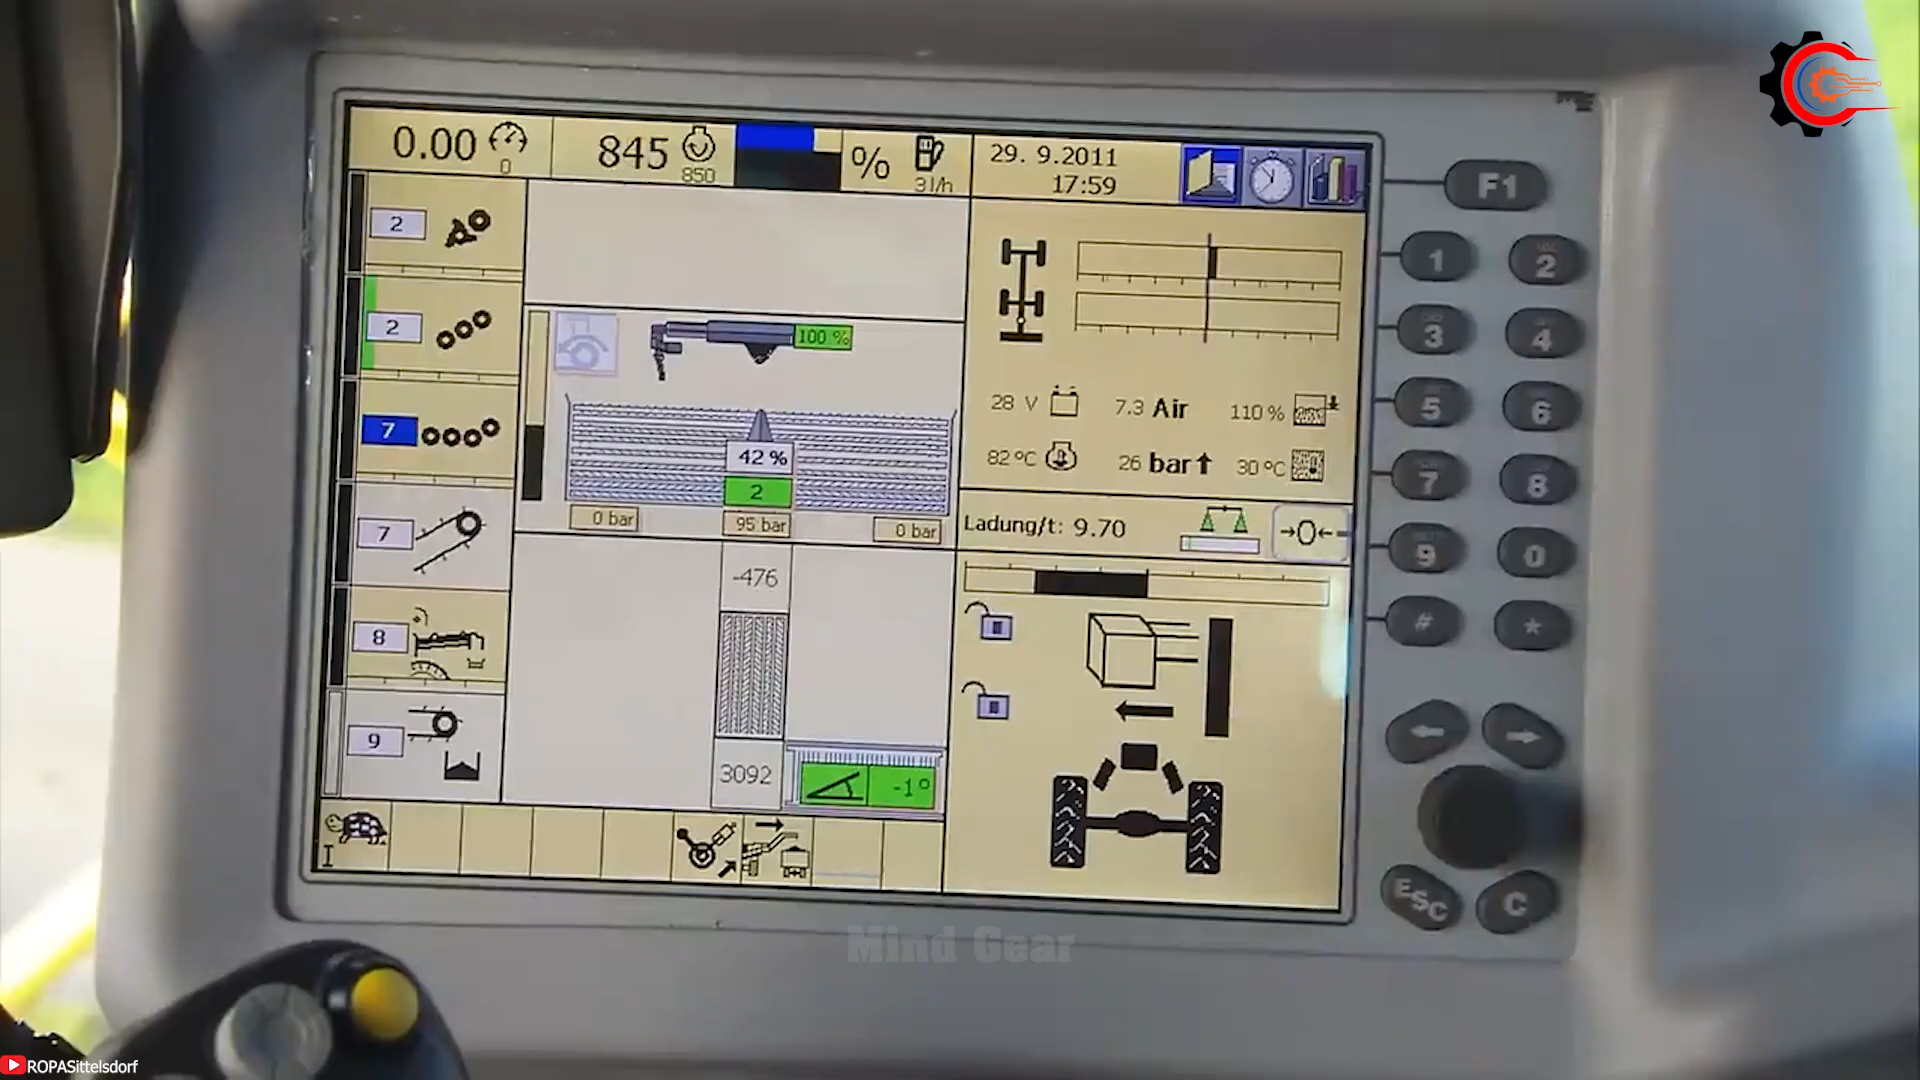 0.00
0
845
850
%
3 l/h
29. 9.2011
17:59
2
2
7
7
8
9
100 %
42 %
2
0 bar
95 bar
0 bar
-476
3092
-1°
28 V
7.3 Air
110 %
82 °C
26 bar
30 °C
Ladung/t: 9.70
→0←
I
F1
1
2
3
4
5
6
7
8
9
0
#
*
ESC
C
Mind Gear
ROPASittelsdorf